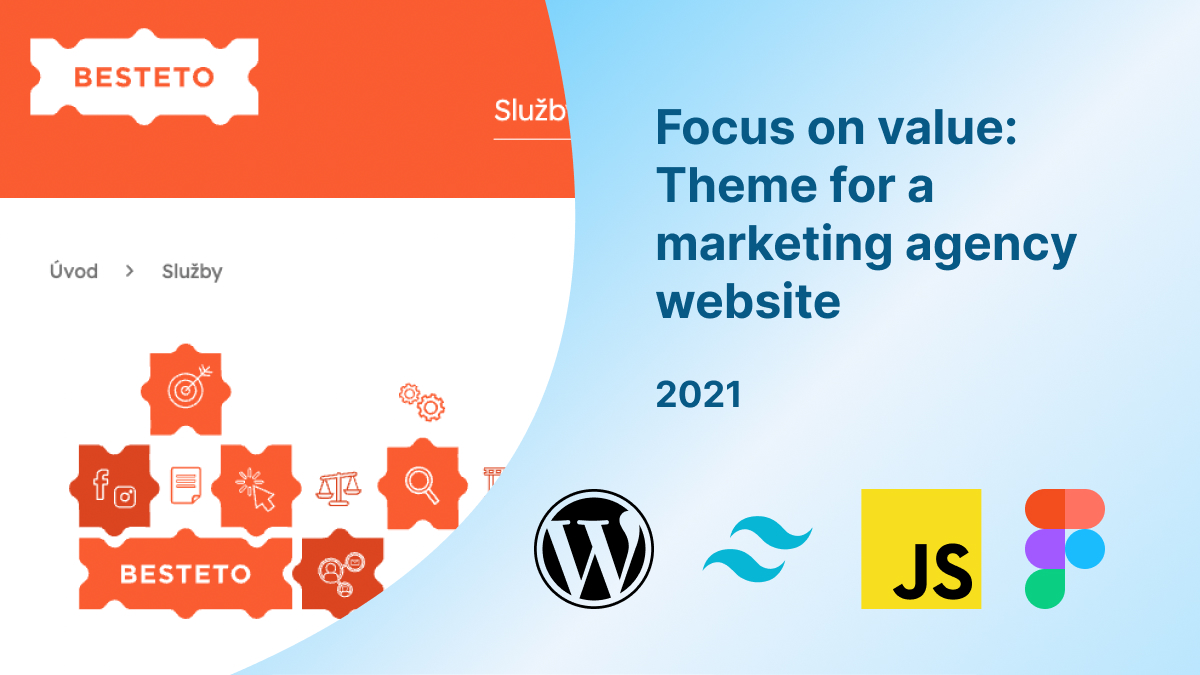 BESTETO
Služby
Úvod > Služby
BESTETO
Focus on value:
Theme for a
marketing agency
website
2021
JS